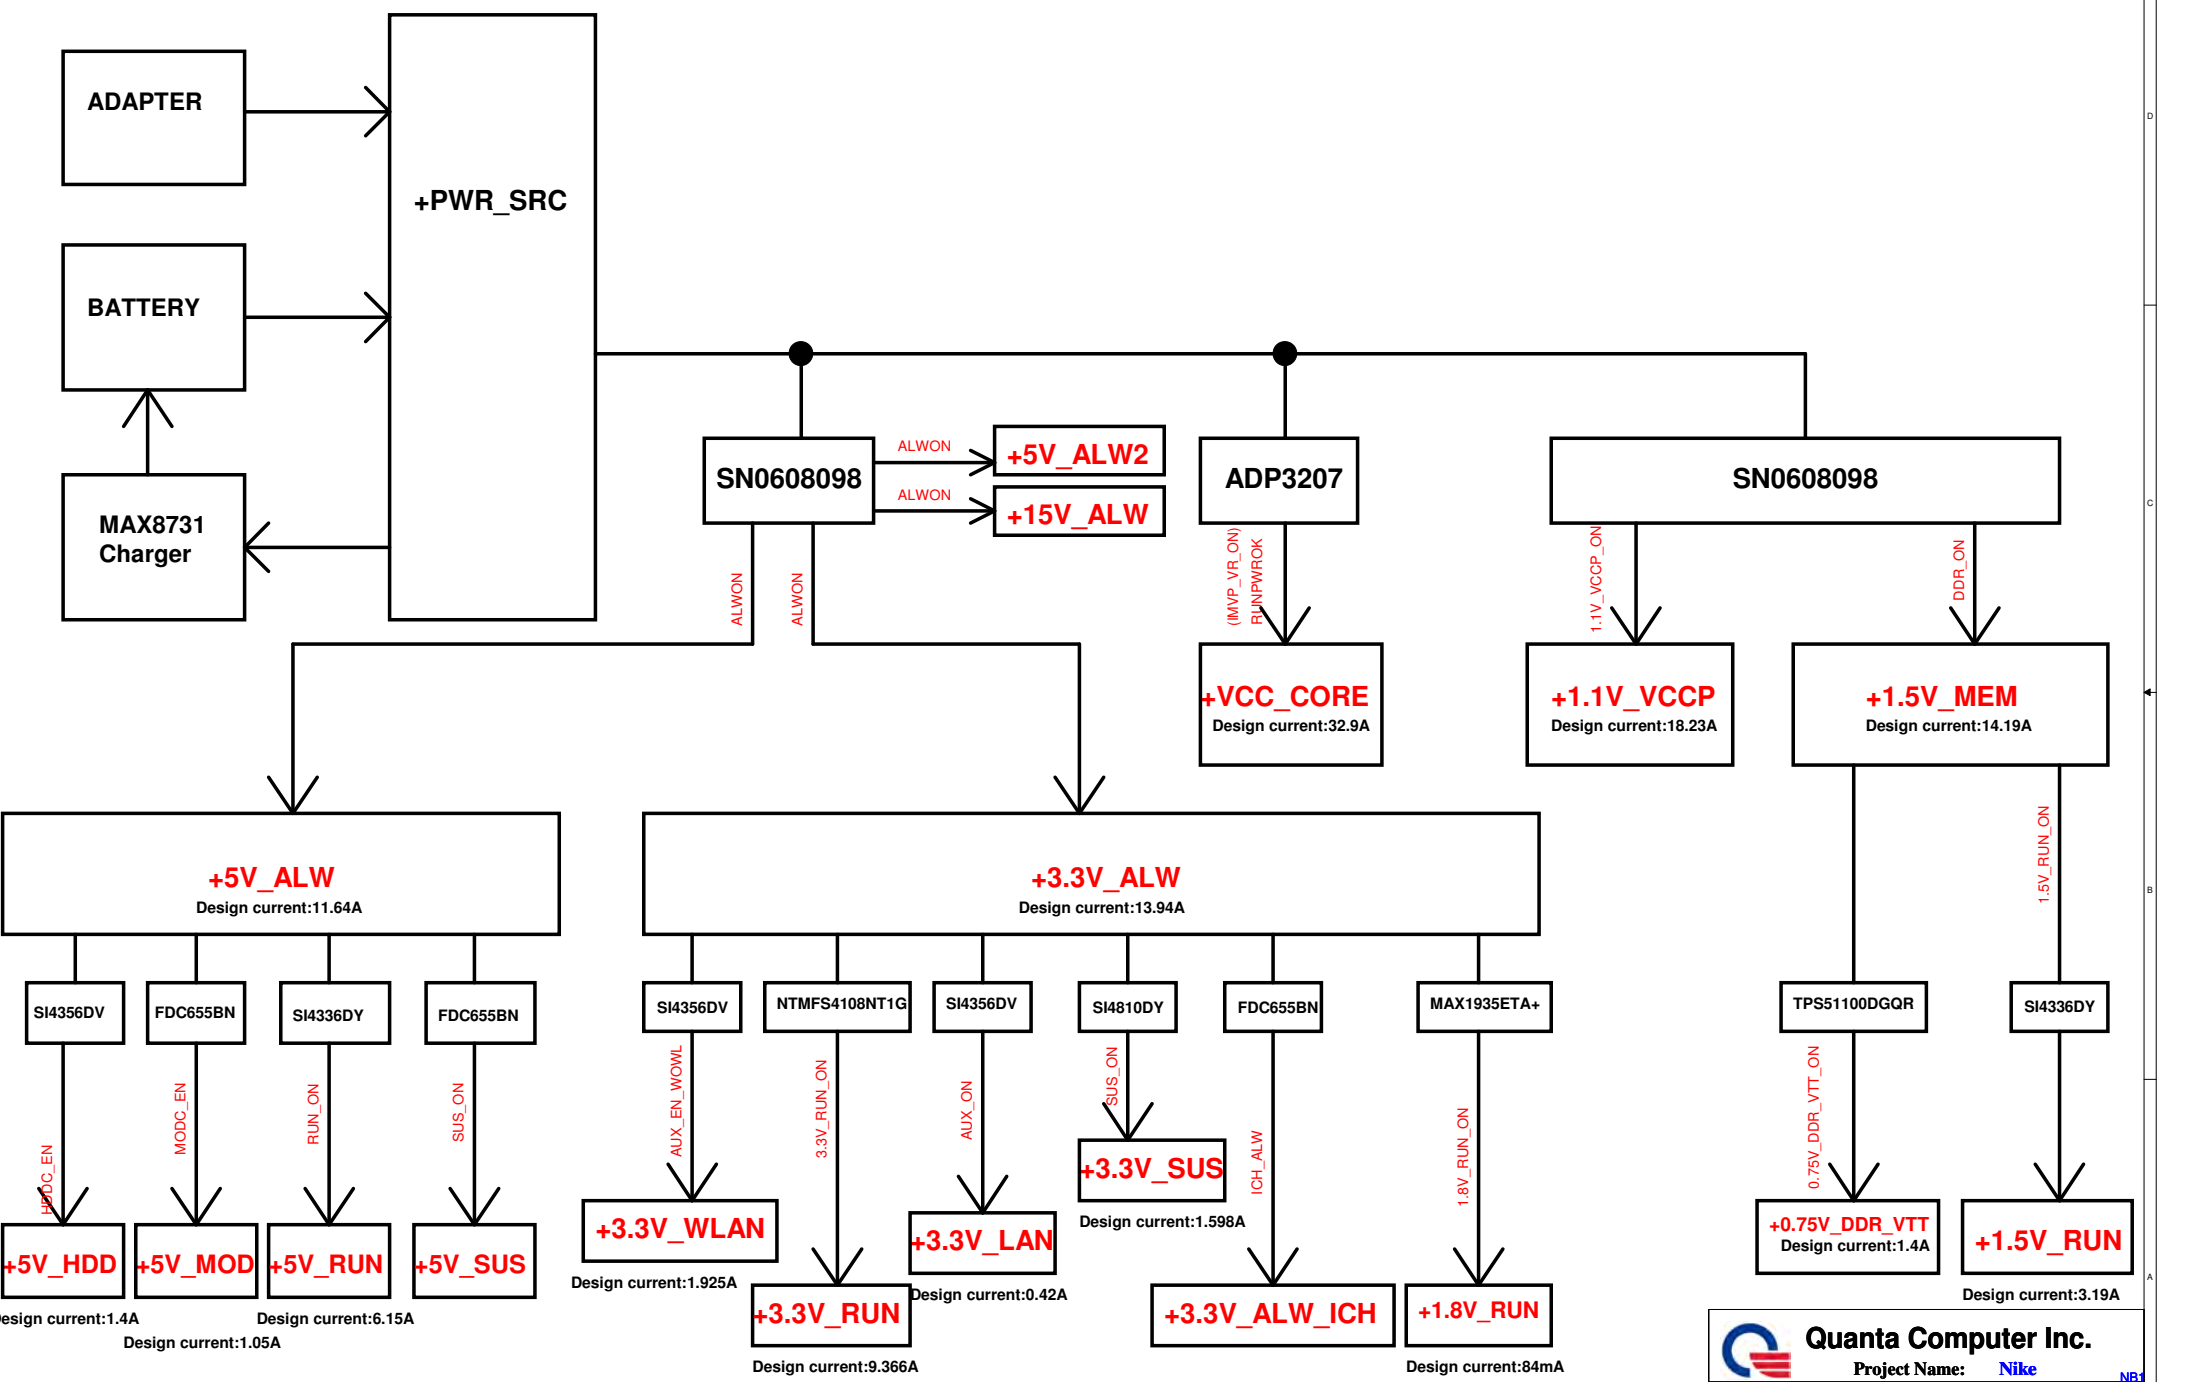 D
ADAPTER
+PWR_SRC
BATTERY
MAX8731
Charger
SN0608098
ALWON
+5V_ALW2
ALWON
+15V_ALW
ADP3207
SN0608098
C
ALWON
ALWON
(IMVP_VR_ON)
RUNPWROK
1.1V_VCCP_ON
DDR_ON
+VCC_CORE
Design current:32.9A
+1.1V_VCCP
Design current:18.23A
+1.5V_MEM
Design current:14.19A
+5V_ALW
Design current:11.64A
+3.3V_ALW
Design current:13.94A
1.5V_RUN_ON
B
SI4356DV
FDC655BN
SI4336DY
FDC655BN
SI4356DV
NTMFS4108NT1G
SI4356DV
SI4810DY
FDC655BN
MAX1935ETA+
TPS51100DGQR
SI4336DY
HDDC_EN
MODC_EN
RUN_ON
SUS_ON
AUX_EN_WOWL
3.3V_RUN_ON
AUX_ON
SUS_ON
ICH_ALW
1.8V_RUN_ON
0.75V_DDR_VTT_ON
+5V_HDD
+5V_MOD
+5V_RUN
+5V_SUS
+3.3V_WLAN
+3.3V_RUN
+3.3V_LAN
+3.3V_SUS
Design current:1.598A
+3.3V_ALW_ICH
+1.8V_RUN
+0.75V_DDR_VTT
Design current:1.4A
+1.5V_RUN
A
esign current:1.4A
Design current:1.05A
Design current:6.15A
Design current:1.925A
Design current:9.366A
Design current:0.42A
Design current:84mA
Design current:3.19A
Quanta Computer Inc.
Project Name: Nike
NB1